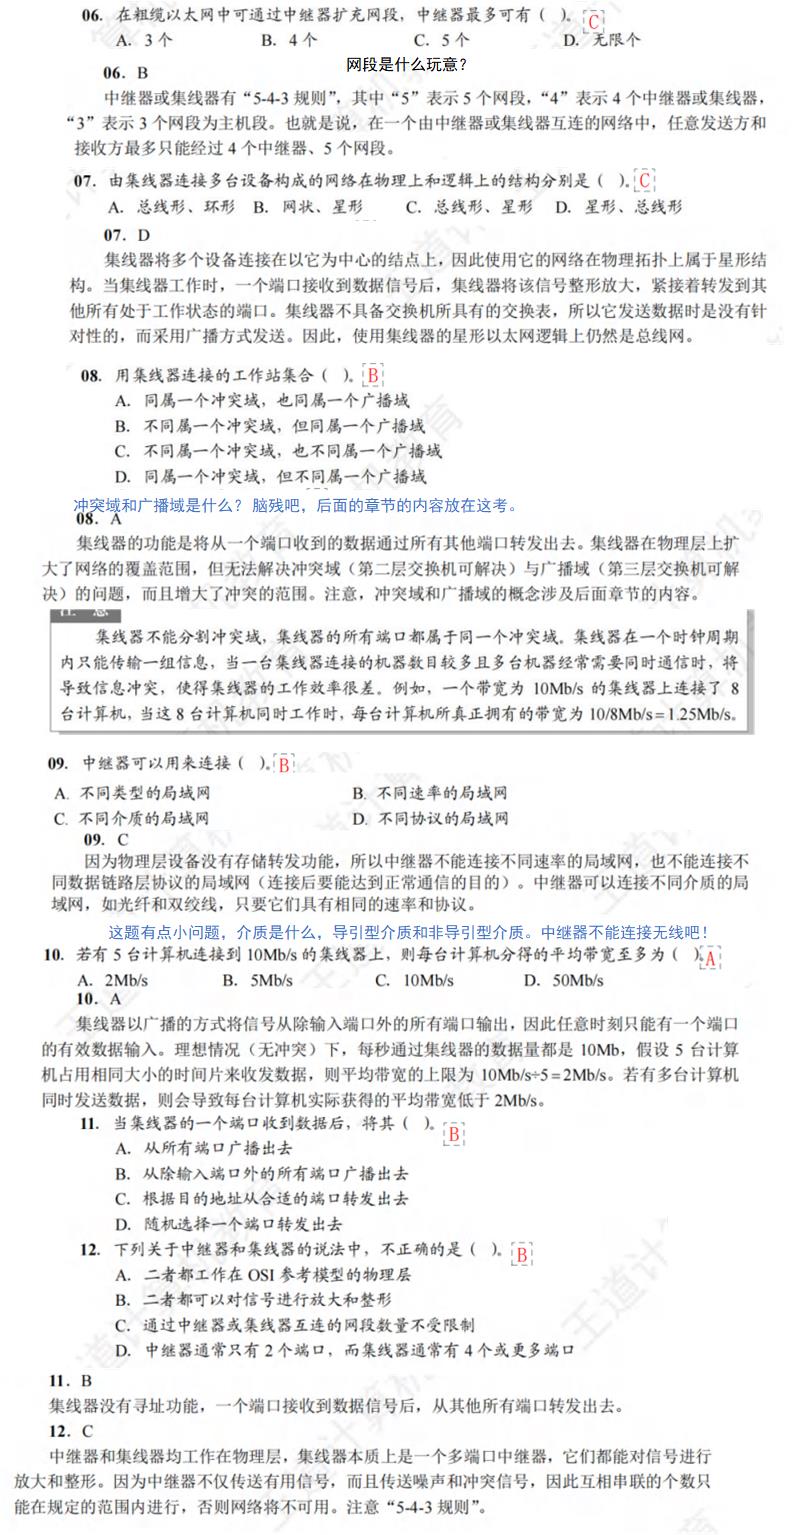 06. 在粗缆以太网中可通过中继器扩充网段，中继器最多可有（ ）。 C
A. 3个 B. 4个 C. 5个 D. 无限个
网段是什么玩意？
06. B
中继器或集线器有“5-4-3 规则”，其中“5”表示 5 个网段，“4”表示 4 个中继器或集线器，
“3”表示 3 个网段为主机段。也就是说，在一个由中继器或集线器互连的网络中，任意发送方和
接收方最多只能经过 4 个中继器、5 个网段。
07. 由集线器连接多台设备构成的网络在物理上和逻辑上的结构分别是（ ）。 C
A. 总线形、环形 B. 网状、星形 C. 总线形、星形 D. 星形、总线形
07. D
集线器将多个设备连接在以它为中心的结点上，因此使用它的网络在物理拓扑上属于星形结
构。当集线器工作时，一个端口接收到数据信号后，集线器将该信号整形放大，紧接着转发到其
他所有处于工作状态的端口。集线器不具备交换机所具有的交换表，所以它发送数据时是没有针
对性的，而采用广播方式发送。因此，使用集线器的星形以太网逻辑上仍然是总线网。
08. 用集线器连接的工作站集合（ ）。 B
A. 同属一个冲突域，也同属一个广播域
B. 不同属一个冲突域，但同属一个广播域
C. 不同属一个冲突域，也不同属一个广播域
D. 同属一个冲突域，但不同属一个广播域
冲突域和广播域是什么？ 脑残吧，后面的章节的内容放在这考。
08. A
集线器的功能是将从一个端口收到的数据通过所有其他端口转发出去。集线器在物理层上扩
大了网络的覆盖范围，但无法解决冲突域（第二层交换机可解决）与广播域（第三层交换机可解
决）的问题，而且增大了冲突的范围。注意，冲突域和广播域的概念涉及后面章节的内容。
注 意
集线器不能分割冲突域，集线器的所有端口都属于同一个冲突域。集线器在一个时钟周期
内只能传输一组信息，当一台集线器连接的机器数目较多且多台机器经常需要同时通信时，将
导致信息冲突，使得集线器的工作效率很差。例如，一个带宽为 10Mb/s 的集线器上连接了 8
台计算机，当这 8 台计算机同时工作时，每台计算机所真正拥有的带宽为 10/8Mb/s = 1.25Mb/s。
09. 中继器可以用来连接（ ）。 B
A. 不同类型的局域网 B. 不同速率的局域网
C. 不同介质的局域网 D. 不同协议的局域网
09. C
因为物理层设备没有存储转发功能，所以中继器不能连接不同速率的局域网，也不能连接不
同数据链路层协议的局域网（连接后要能达到正常通信的目的）。中继器可以连接不同介质的局
域网，如光纤和双绞线，只要它们具有相同的速率和协议。
这题有点小问题，介质是什么，导引型介质和非导引型介质。中继器不能连接无线吧！
10. 若有 5 台计算机连接到 10Mb/s 的集线器上，则每台计算机分得的平均带宽至多为（ ）。 A
A. 2Mb/s B. 5Mb/s C. 10Mb/s D. 50Mb/s
10. A
集线器以广播的方式将信号从除输入端口外的所有端口输出，因此任意时刻只能有一个端口
的有效数据输入。理想情况（无冲突）下，每秒通过集线器的数据量都是 10Mb，假设 5 台计算
机占用相同大小的时间片来收发数据，则平均带宽的上限为 10Mb/s÷5 = 2Mb/s。若有多台计算机
同时发送数据，则会导致每台计算机实际获得的平均带宽低于 2Mb/s。
11. 当集线器的一个端口收到数据后，将其（ ）。 B
A. 从所有端口广播出去
B. 从除输入端口外的所有端口广播出去
C. 根据目的地址从合适的端口转发出去
D. 随机选择一个端口转发出去
12. 下列关于中继器和集线器的说法中，不正确的是（ ）。 B
A. 二者都工作在 OSI 参考模型的物理层
B. 二者都可以对信号进行放大和整形
C. 通过中继器或集线器互连的网段数量不受限制
D. 中继器通常只有 2 个端口，而集线器通常有 4 个或更多端口
11. B
集线器没有寻址功能，一个端口接收到数据信号后，从其他所有端口转发出去。
12. C
中继器和集线器均工作在物理层，集线器本质上是一个多端口中继器，它们都能对信号进行
放大和整形。因为中继器不仅传送有用信号，而且传送噪声和冲突信号，因此互相串联的个数只
能在规定的范围内进行，否则网络将不可用。注意“5-4-3 规则”。